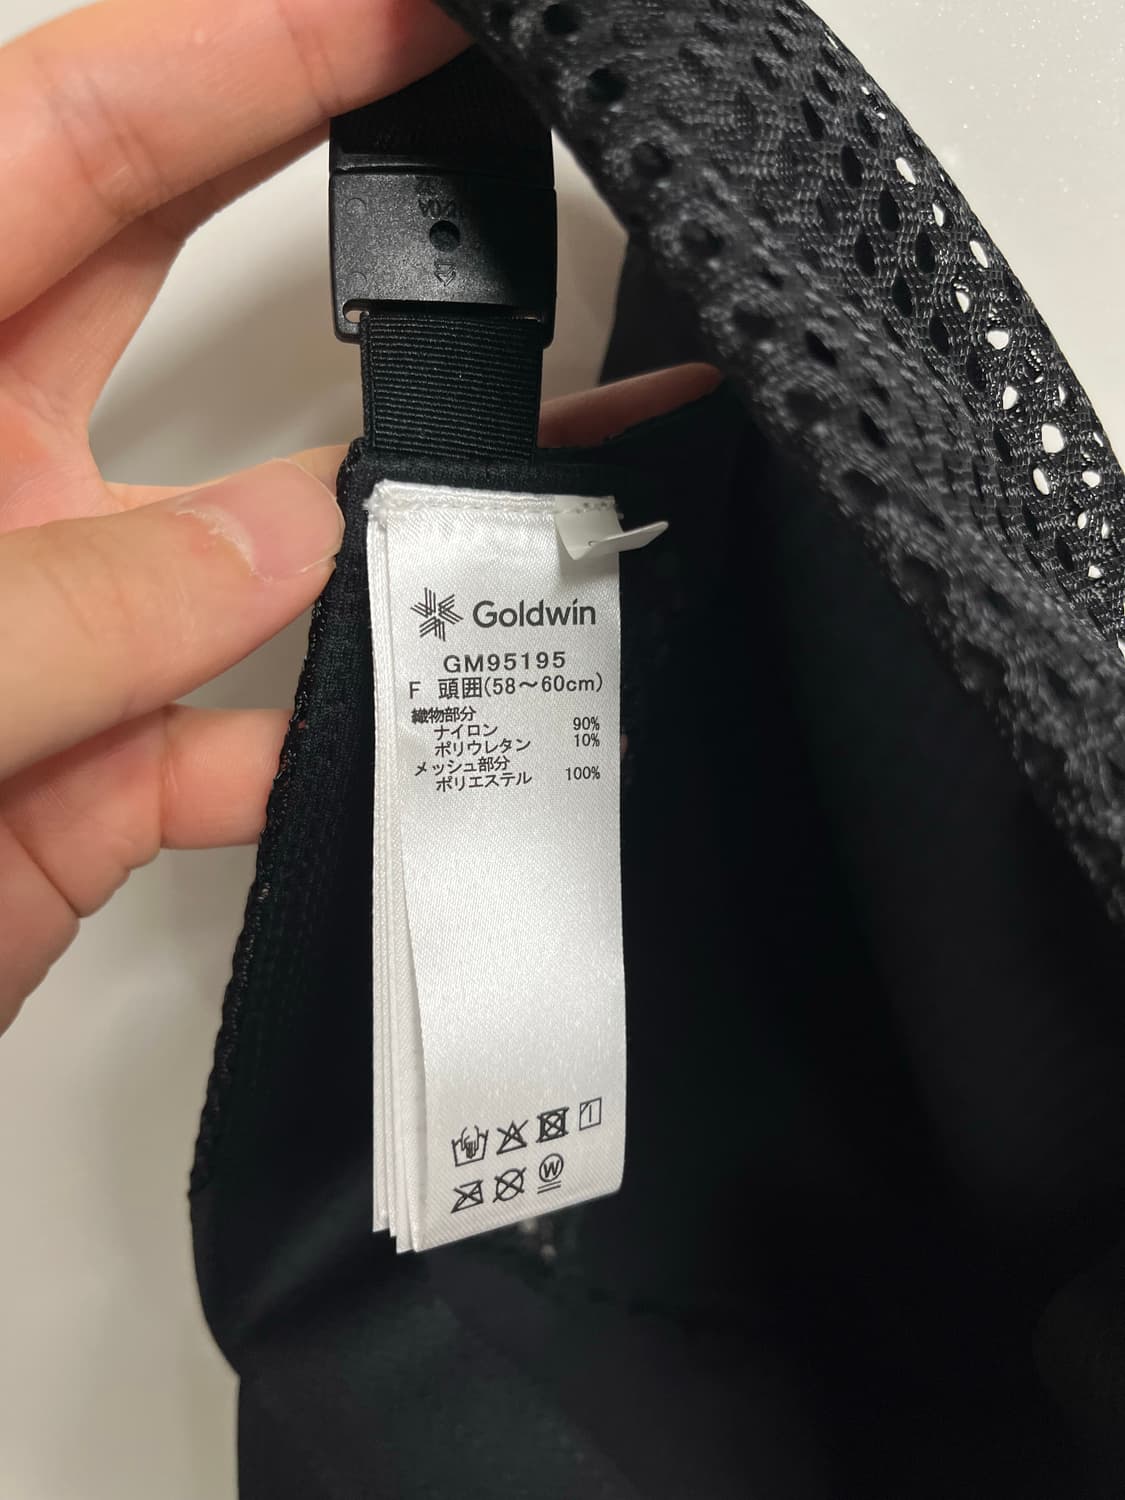 Goldwin
GM95195
F 頭囲(58～60cm)
織物部分
ナイロン 90%
ポリウレタン 10%
メッシュ部分
ポリエステル 100%
W